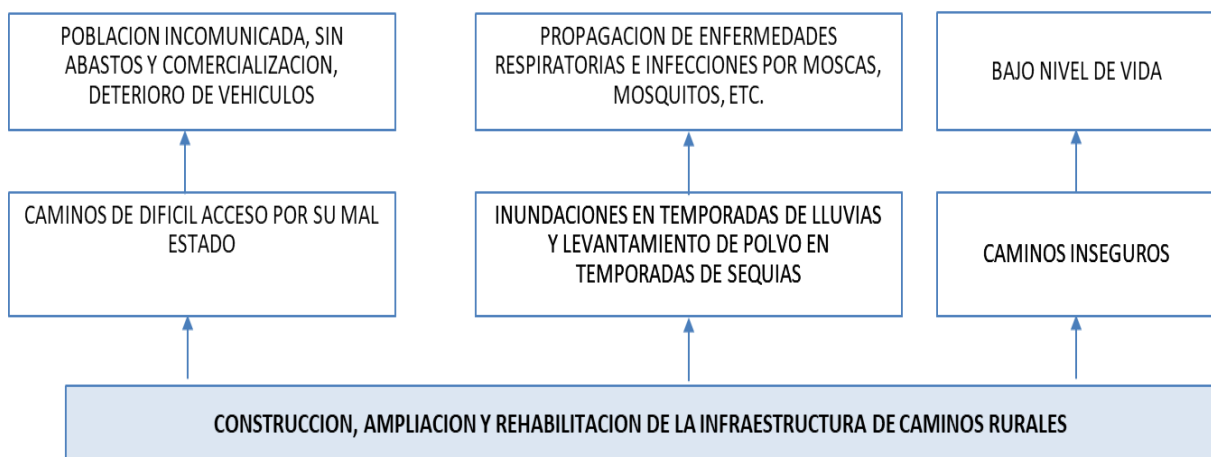 POBLACION INCOMUNICADA, SIN
ABASTOS Y COMERCIALIZACION,
DETERIORO DE VEHICULOS
PROPAGACION DE ENFERMEDADES
RESPIRATORIAS E INFECCIONES POR MOSCAS,
MOSQUITOS, ETC.
BAJO NIVEL DE VIDA
CAMINOS DE DIFICIL ACCESO POR SU MAL
ESTADO
INUNDACIONES EN TEMPORADAS DE LLUVIAS
Y LEVANTAMIENTO DE POLVO EN
TEMPORADAS DE SEQUIAS
CAMINOS INSEGUROS
CONSTRUCCION, AMPLIACION Y REHABILITACION DE LA INFRAESTRUCTURA DE CAMINOS RURALES